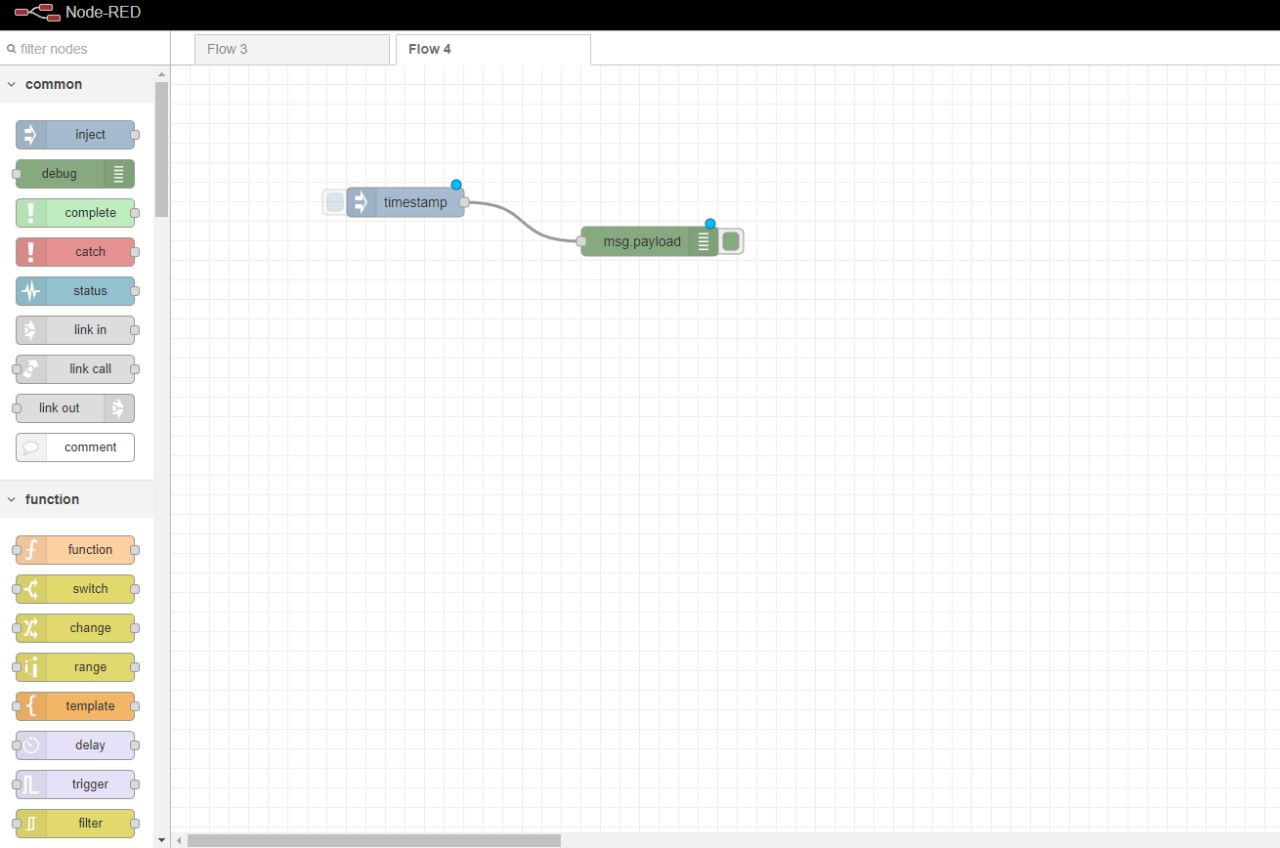 Node-RED
filter nodes
Flow 3
Flow 4
common
inject
debug
complete
catch
status
link in
link call
link out
comment
function
function
switch
change
range
template
delay
trigger
filter
timestamp
msg.payload